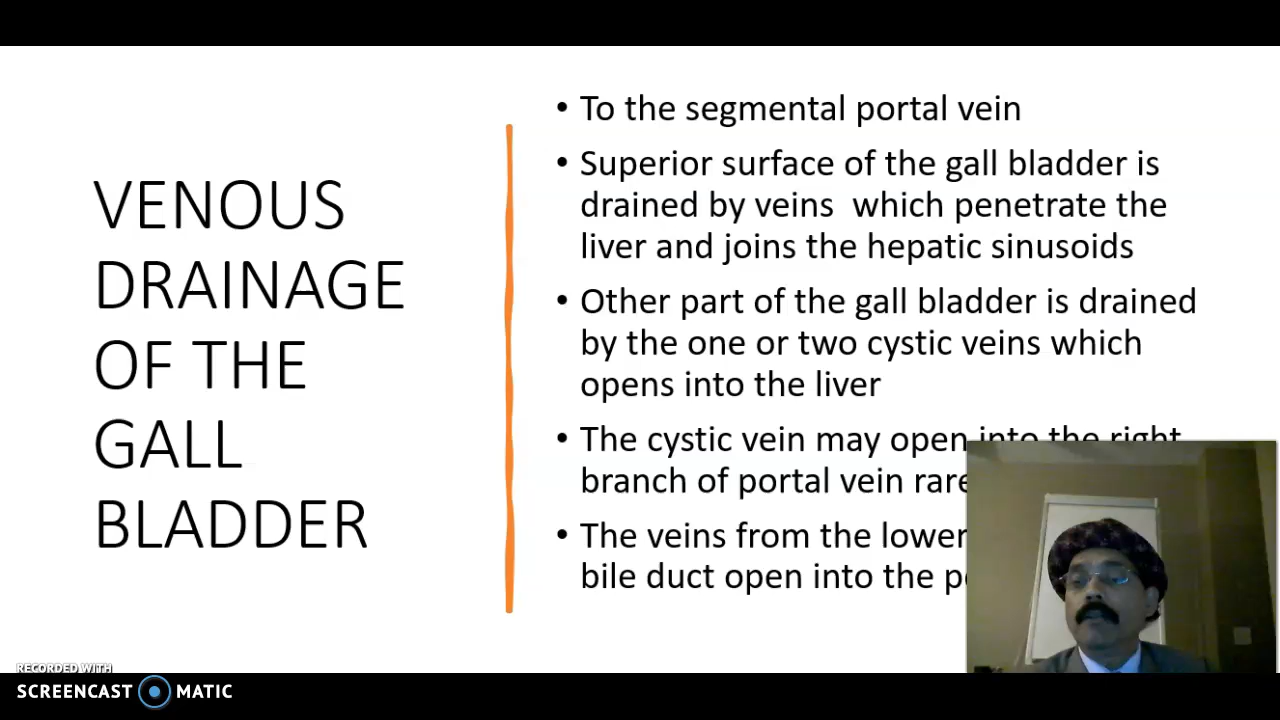 VENOUS
DRAINAGE
OF THE
GALL
BLADDER
• To the segmental portal vein
• Superior surface of the gall bladder is
drained by veins which penetrate the
liver and joins the hepatic sinusoids
• Other part of the gall bladder is drained
by the one or two cystic veins which
opens into the liver
• The cystic vein may open into the right
branch of portal vein
• The veins from the lower
bile duct open into the
RECORDED WITH
SCREENCAST MATIC